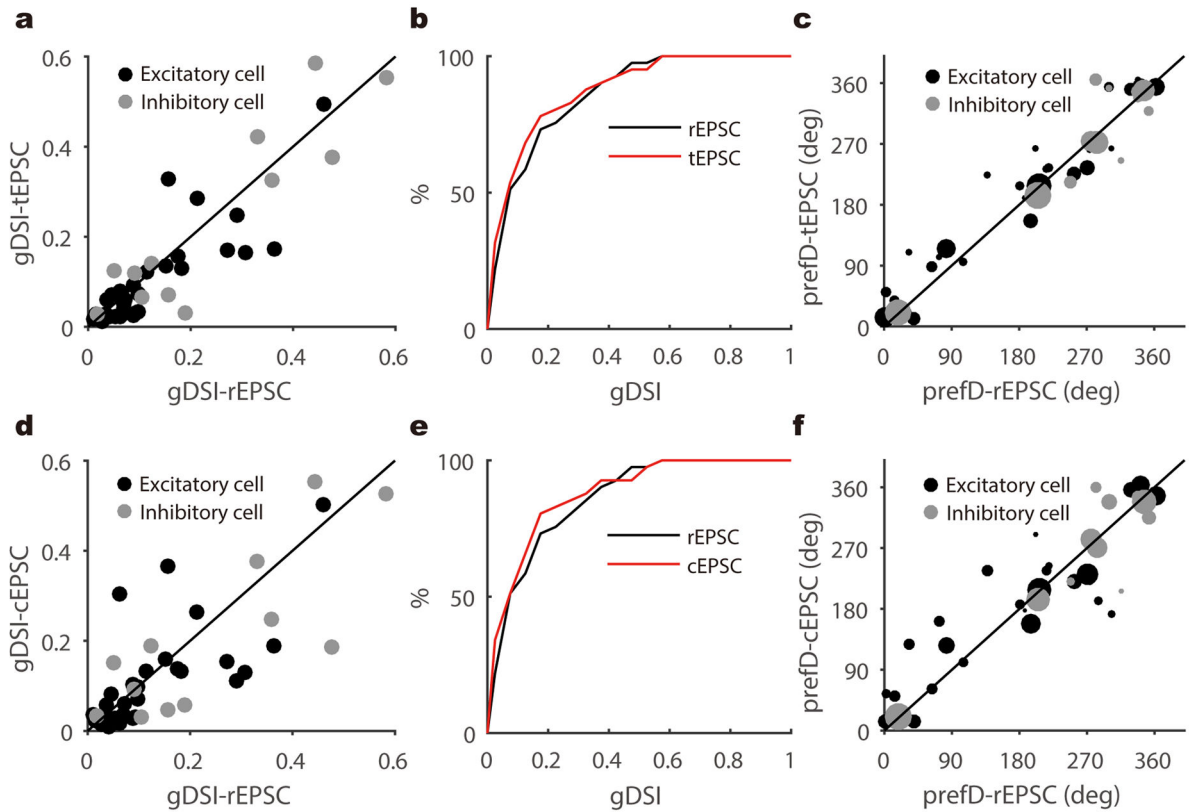 a
0.6
0.4
0.2
0
gDSI-tEPSC
Excitatory cell
Inhibitory cell
0
0.2
0.4
0.6
gDSI-rEPSC
b
100
50
0
%
rEPSC
tEPSC
0
0.2
0.4
0.6
0.8
1
gDSI
c
360
270
180
90
0
prefD-tEPSC (deg)
Excitatory cell
Inhibitory cell
0
90
180
270
360
prefD-rEPSC (deg)
d
0.6
0.4
0.2
0
gDSI-cEPSC
Excitatory cell
Inhibitory cell
0
0.2
0.4
0.6
gDSI-rEPSC
e
100
50
0
%
rEPSC
cEPSC
0
0.2
0.4
0.6
0.8
1
gDSI
f
360
270
180
90
0
prefD-cEPSC (deg)
Excitatory cell
Inhibitory cell
0
90
180
270
360
prefD-rEPSC (deg)